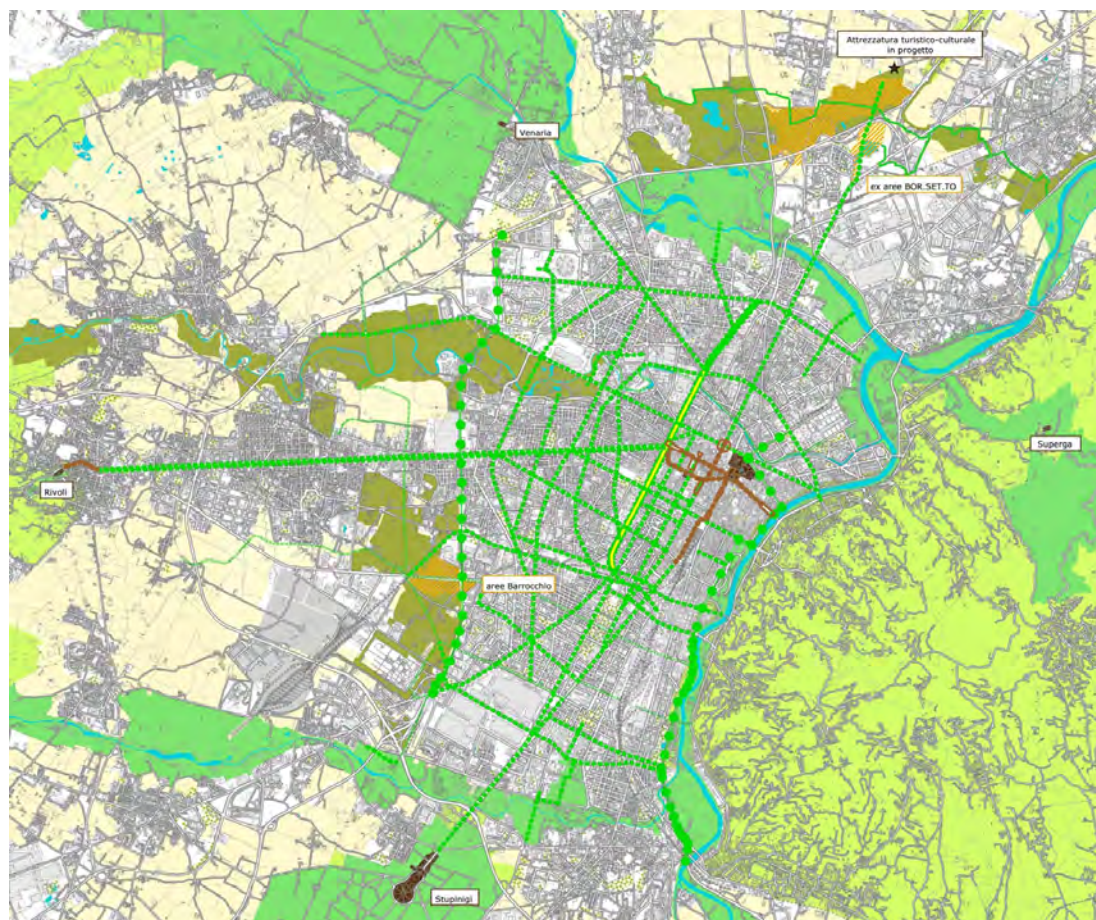 Attrezzatura turistico-culturale
in progetto
Venaria
ex aree BOR.SET.TO
Superga
Rivoli
aree Barrocchio
Stupinigi